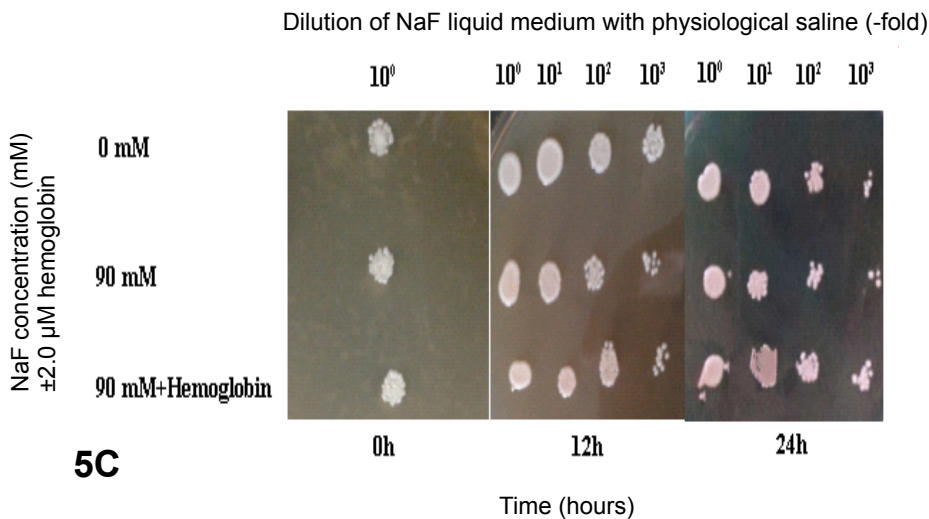 Dilution of NaF liquid medium with physiological saline (-fold)
10⁰ 10⁰ 10¹ 10² 10³ 10⁰ 10¹ 10² 10³
NaF concentration (mM)
±2.0 µM hemoglobin
0 mM
90 mM
90 mM+Hemoglobin
0h 12h 24h
5C
Time (hours)